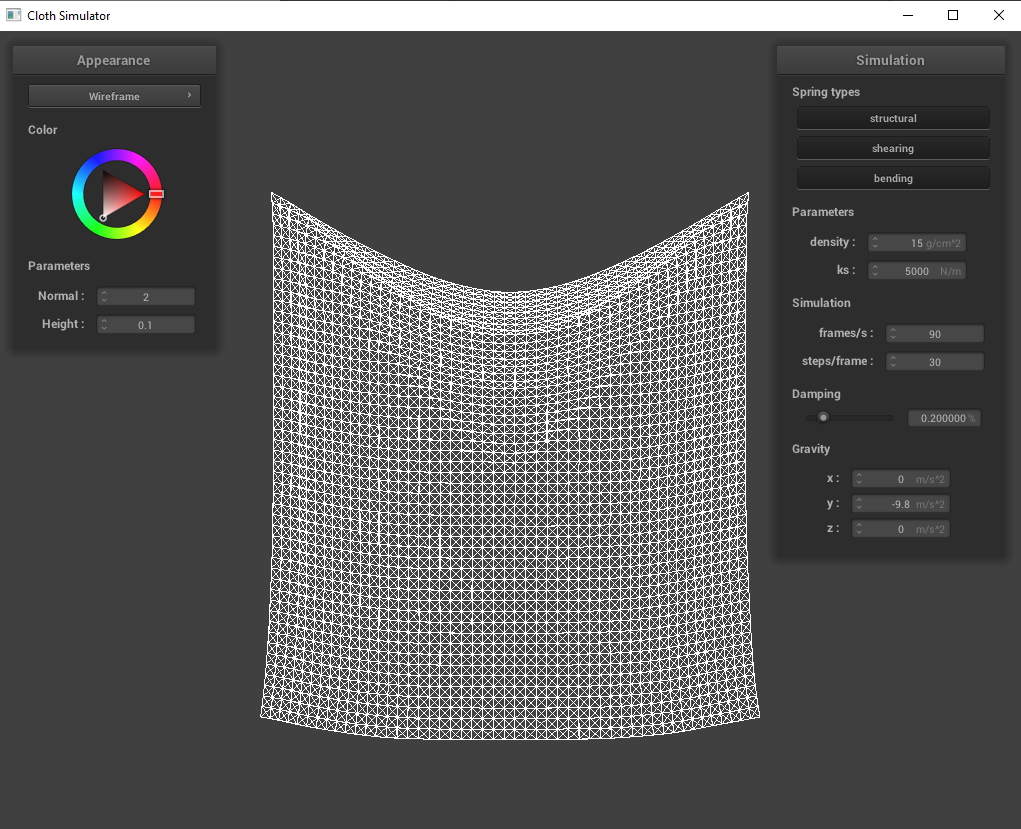 Cloth Simulator
Appearance
Wireframe ›
Color
Parameters
Normal : 2
Height : 0.1
Simulation
Spring types
structural
shearing
bending
Parameters
density : 15 g/cm^2
ks : 5000 N/m
Simulation
frames/s : 90
steps/frame : 30
Damping
0.200000 %
Gravity
x : 0 m/s^2
y : -9.8 m/s^2
z : 0 m/s^2